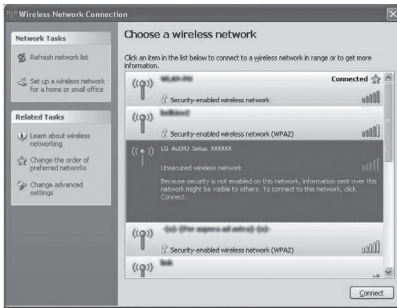 Wireless Network Connection
Network Tasks
Refresh network list
Set up a wireless network
for a home or small office
Related Tasks
Learn about wireless
networking
Change the order of
preferred networks
Change advanced
settings
Choose a wireless network
Click an item in the list below to connect to a wireless network in range or to get more
information.
Connected
Security-enabled wireless network
Security-enabled wireless network (WPA2)
LG AUDIO Setup XXXXXX
Unsecured wireless network
Because security is not enabled on this network, information sent over this
network might be visible to others. To connect to this network, click
Connect.
Security-enabled wireless network (WPA2)
Connect